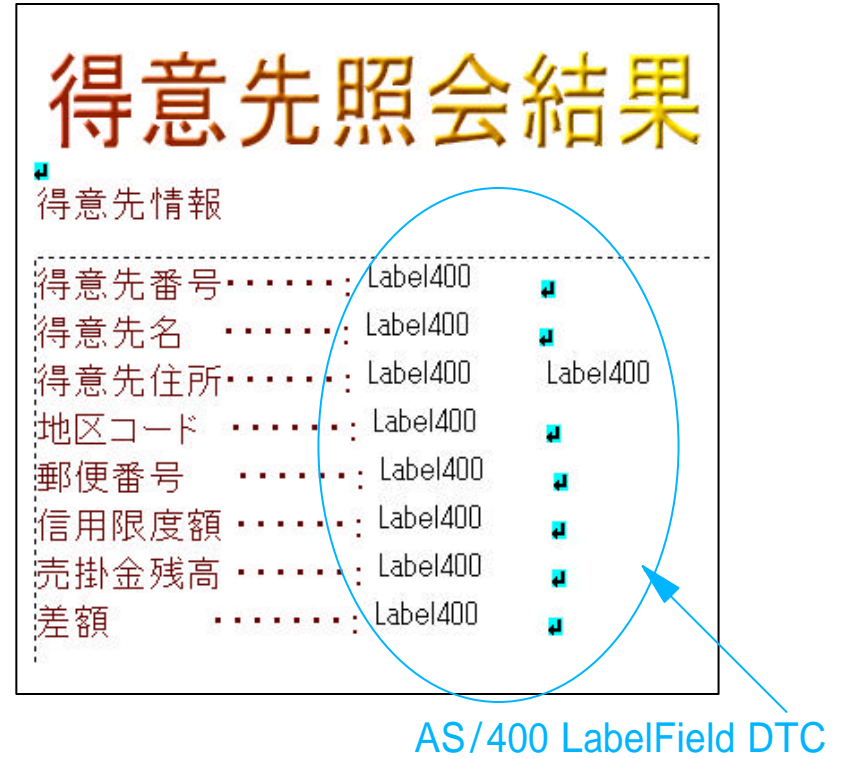 得意先照会結果
得意先情報
得意先番号･･････: Label400
得意先名 ･･････: Label400
得意先住所･･････: Label400 Label400
地区コード ･･････: Label400
郵便番号 ･･････: Label400
信用限度額 ･･････: Label400
売掛金残高 ･･････: Label400
差額 ･･･････: Label400
AS/400 LabelField DTC